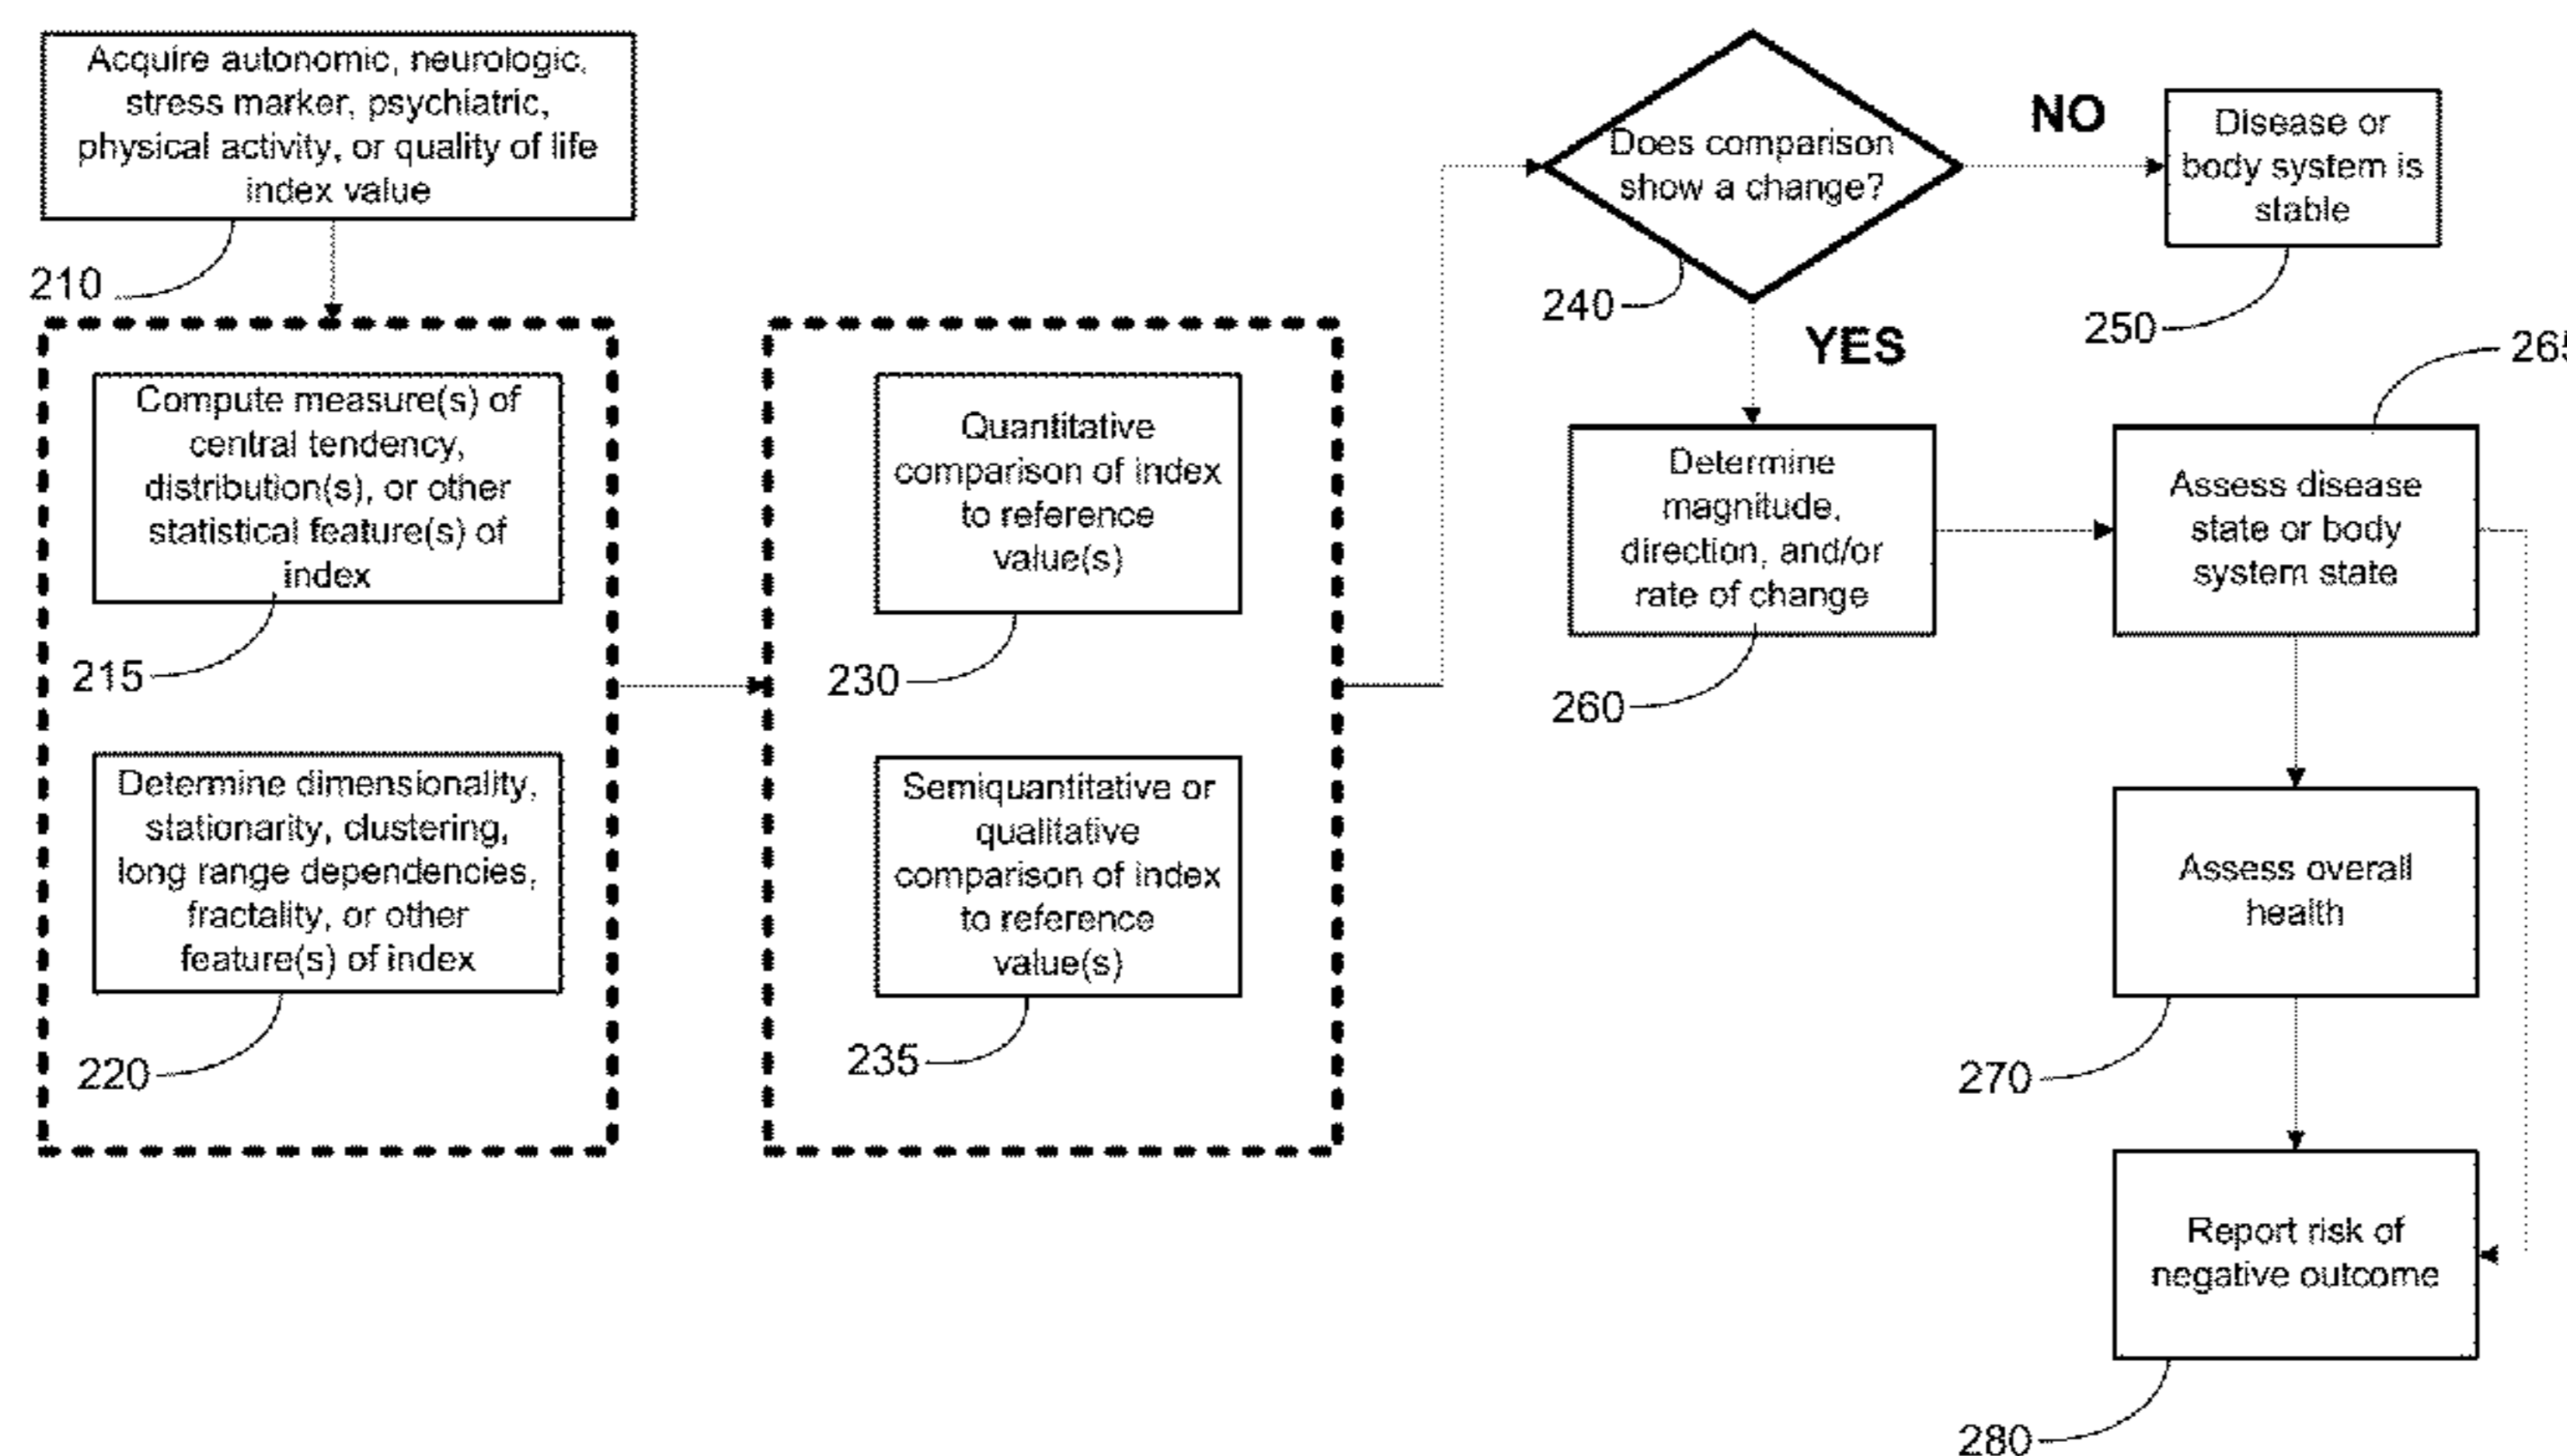 Acquire autonomic, neurologic,
stress marker, psychiatric,
physical activity, or quality of life
index value
210
Compute measure(s) of
central tendency,
distribution(s), or other
statistical feature(s) of
index
215
Determine dimensionality,
stationarity, clustering,
long range dependencies,
fractality, or other
feature(s) of index
220
Quantitative
comparison of index
to reference
value(s)
230
Semiquantitative or
qualitative
comparison of index
to reference
value(s)
235
Does comparison
show a change?
240
NO
Disease or
body system is
stable
250
YES
Determine
magnitude,
direction, and/or
rate of change
260
Assess disease
state or body
system state
265
Assess overall
health
270
Report risk of
negative outcome
280